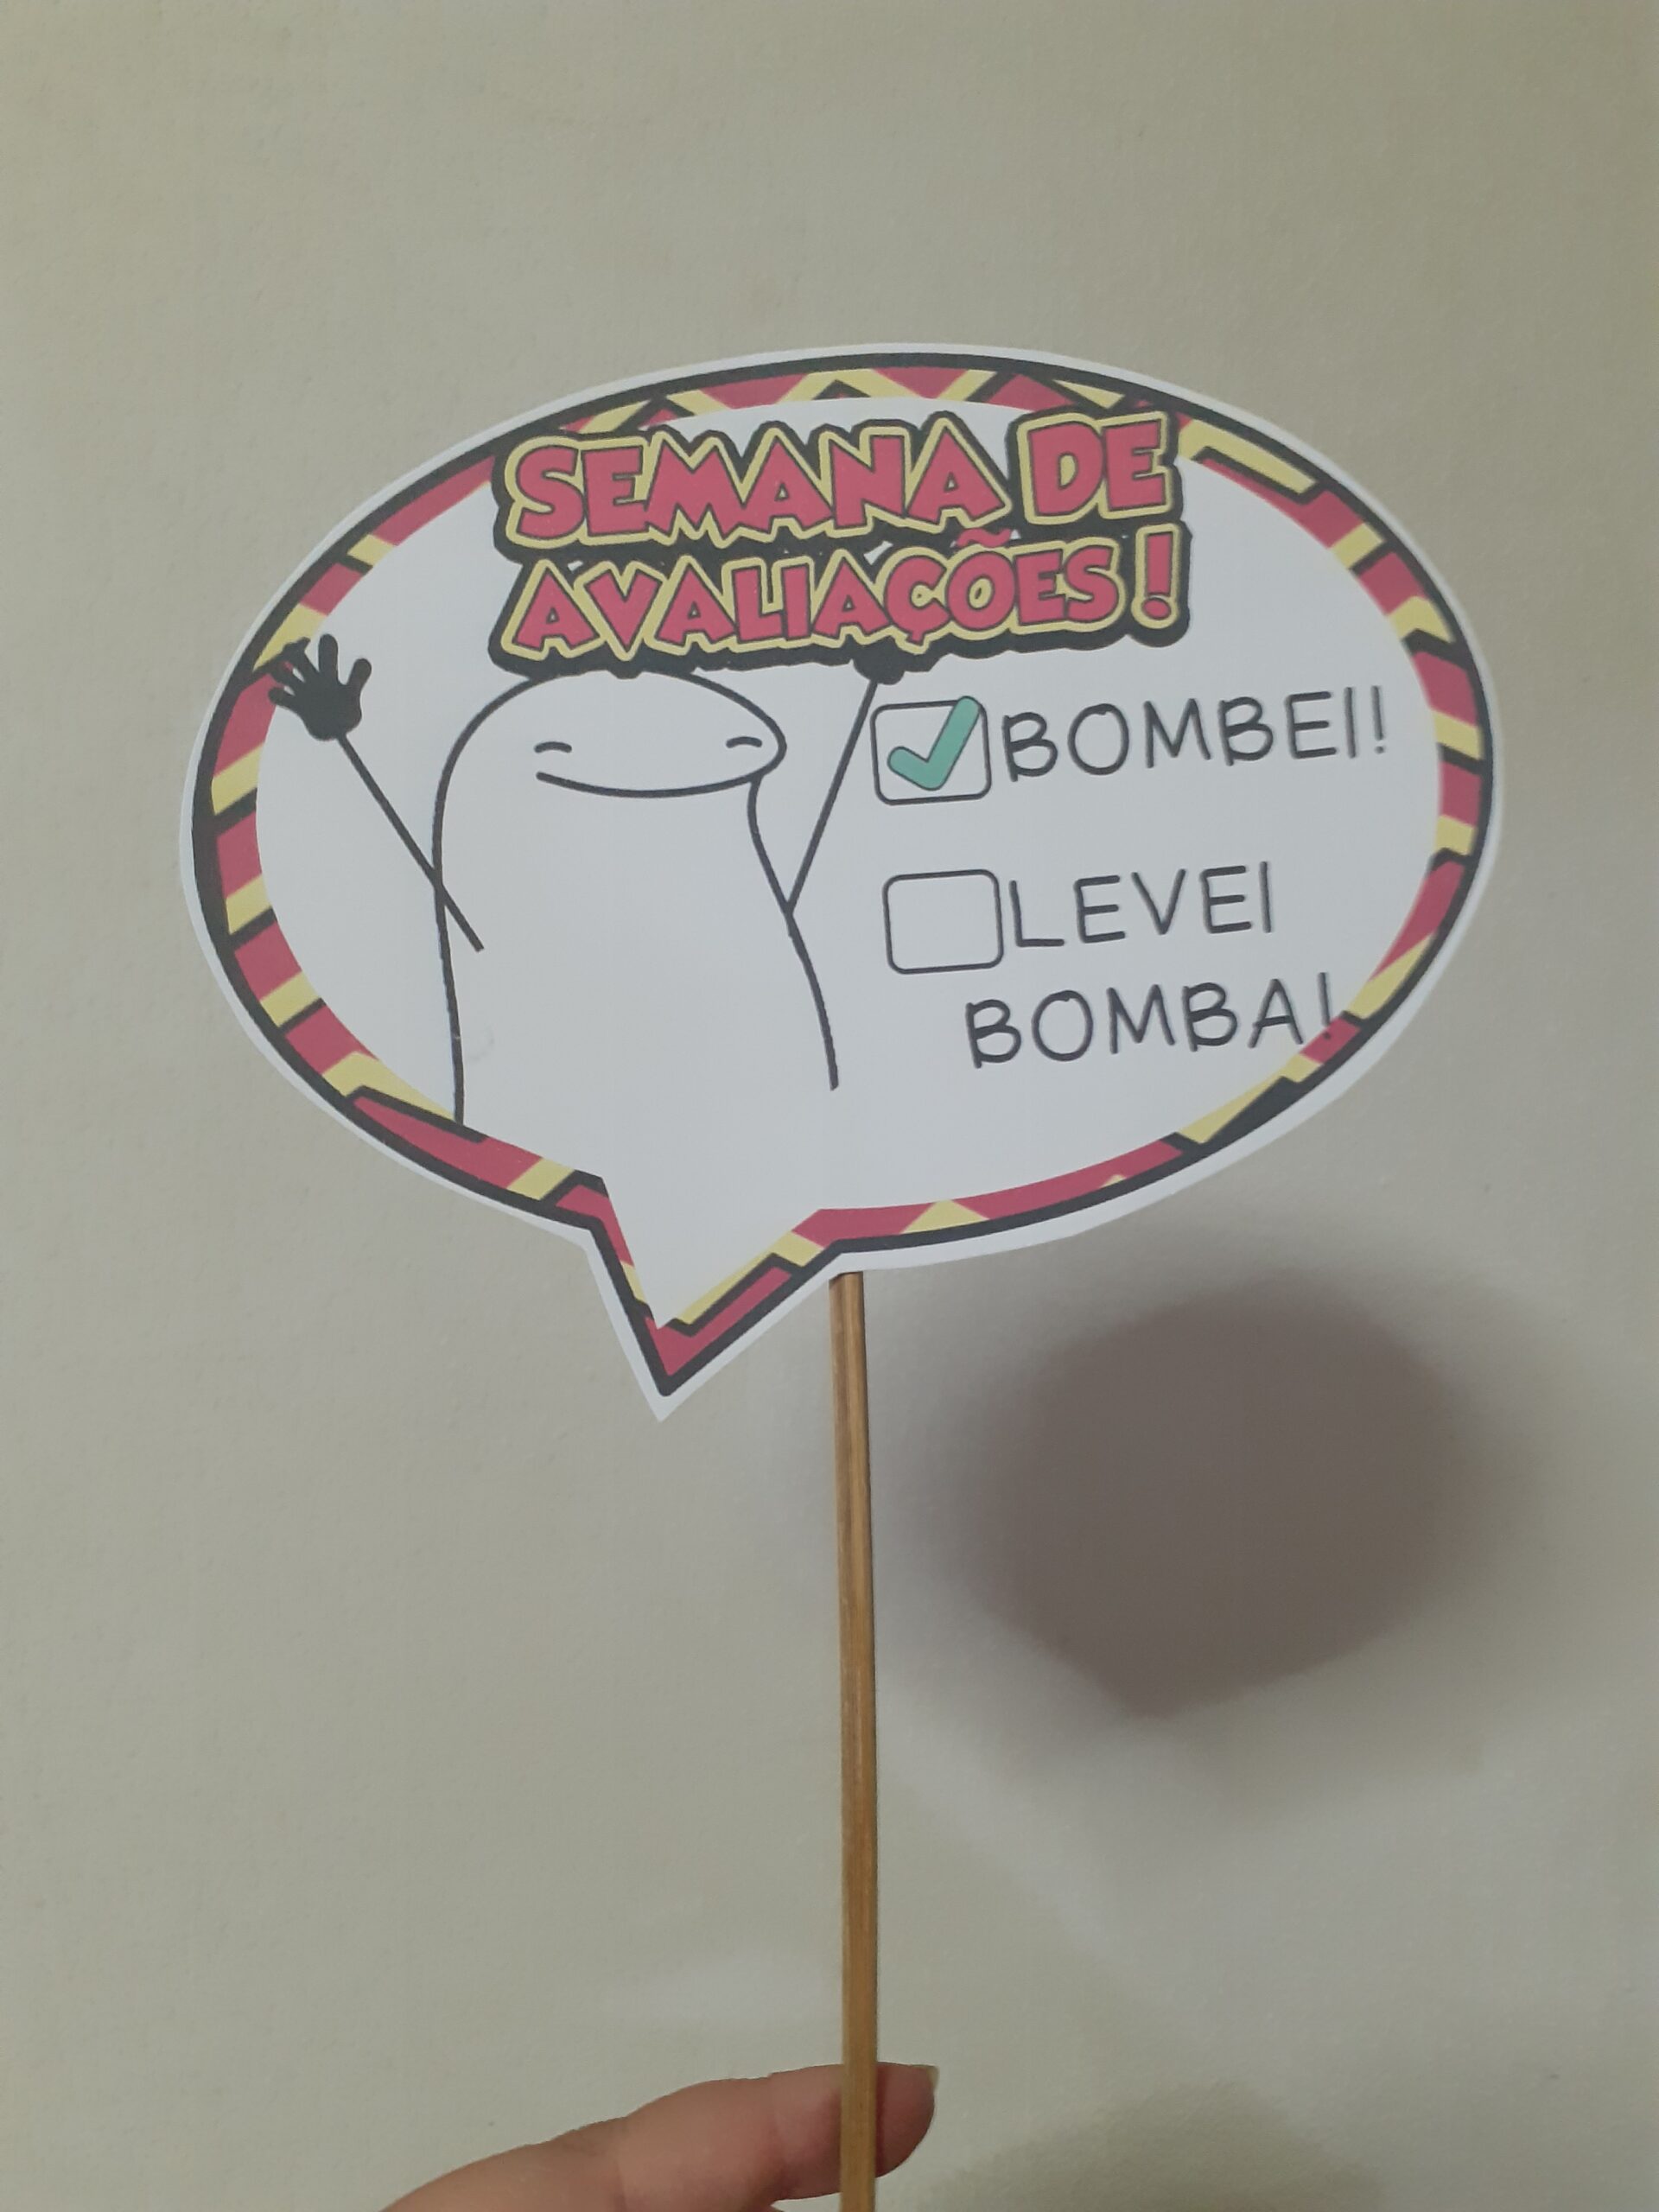 SEMANA DE
AVALIAÇÕES!
BOMBEI!
LEVEI
BOMBA!